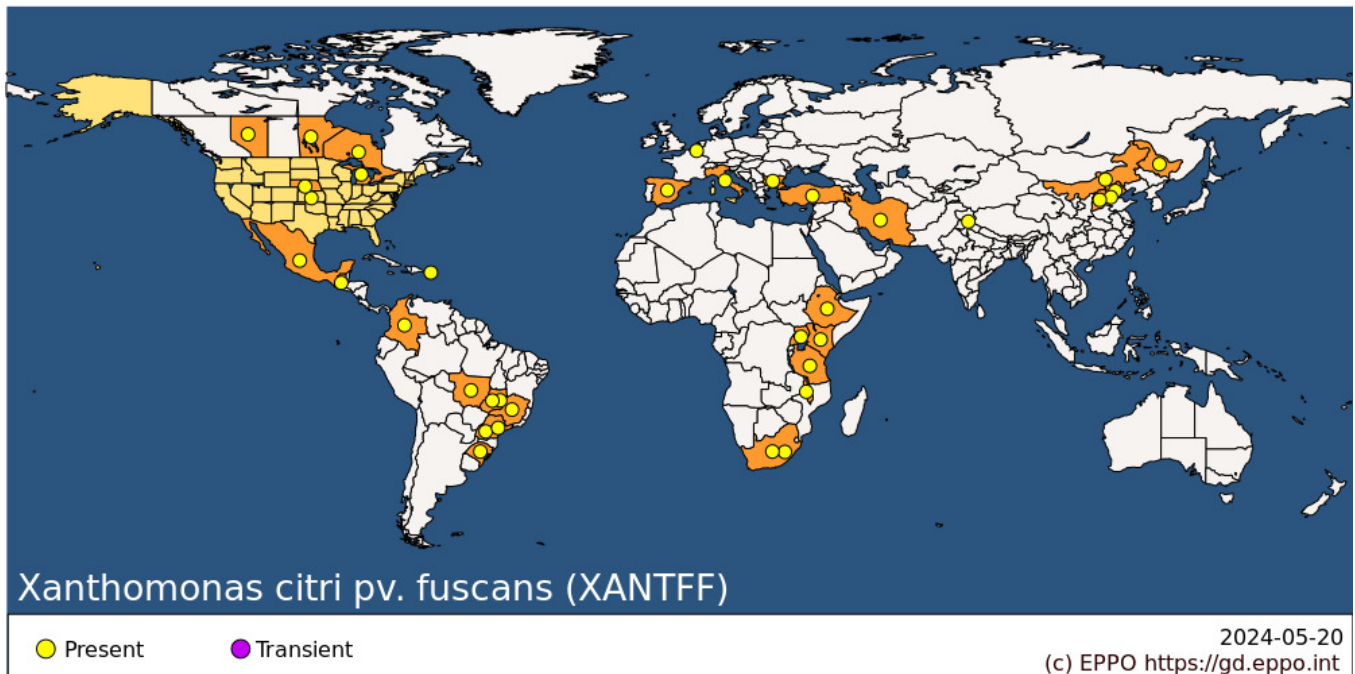 Xanthomonas citri pv. fuscans (XANTFF)
Present
Transient
2024-05-20
(c) EPPO https://gd.eppo.int